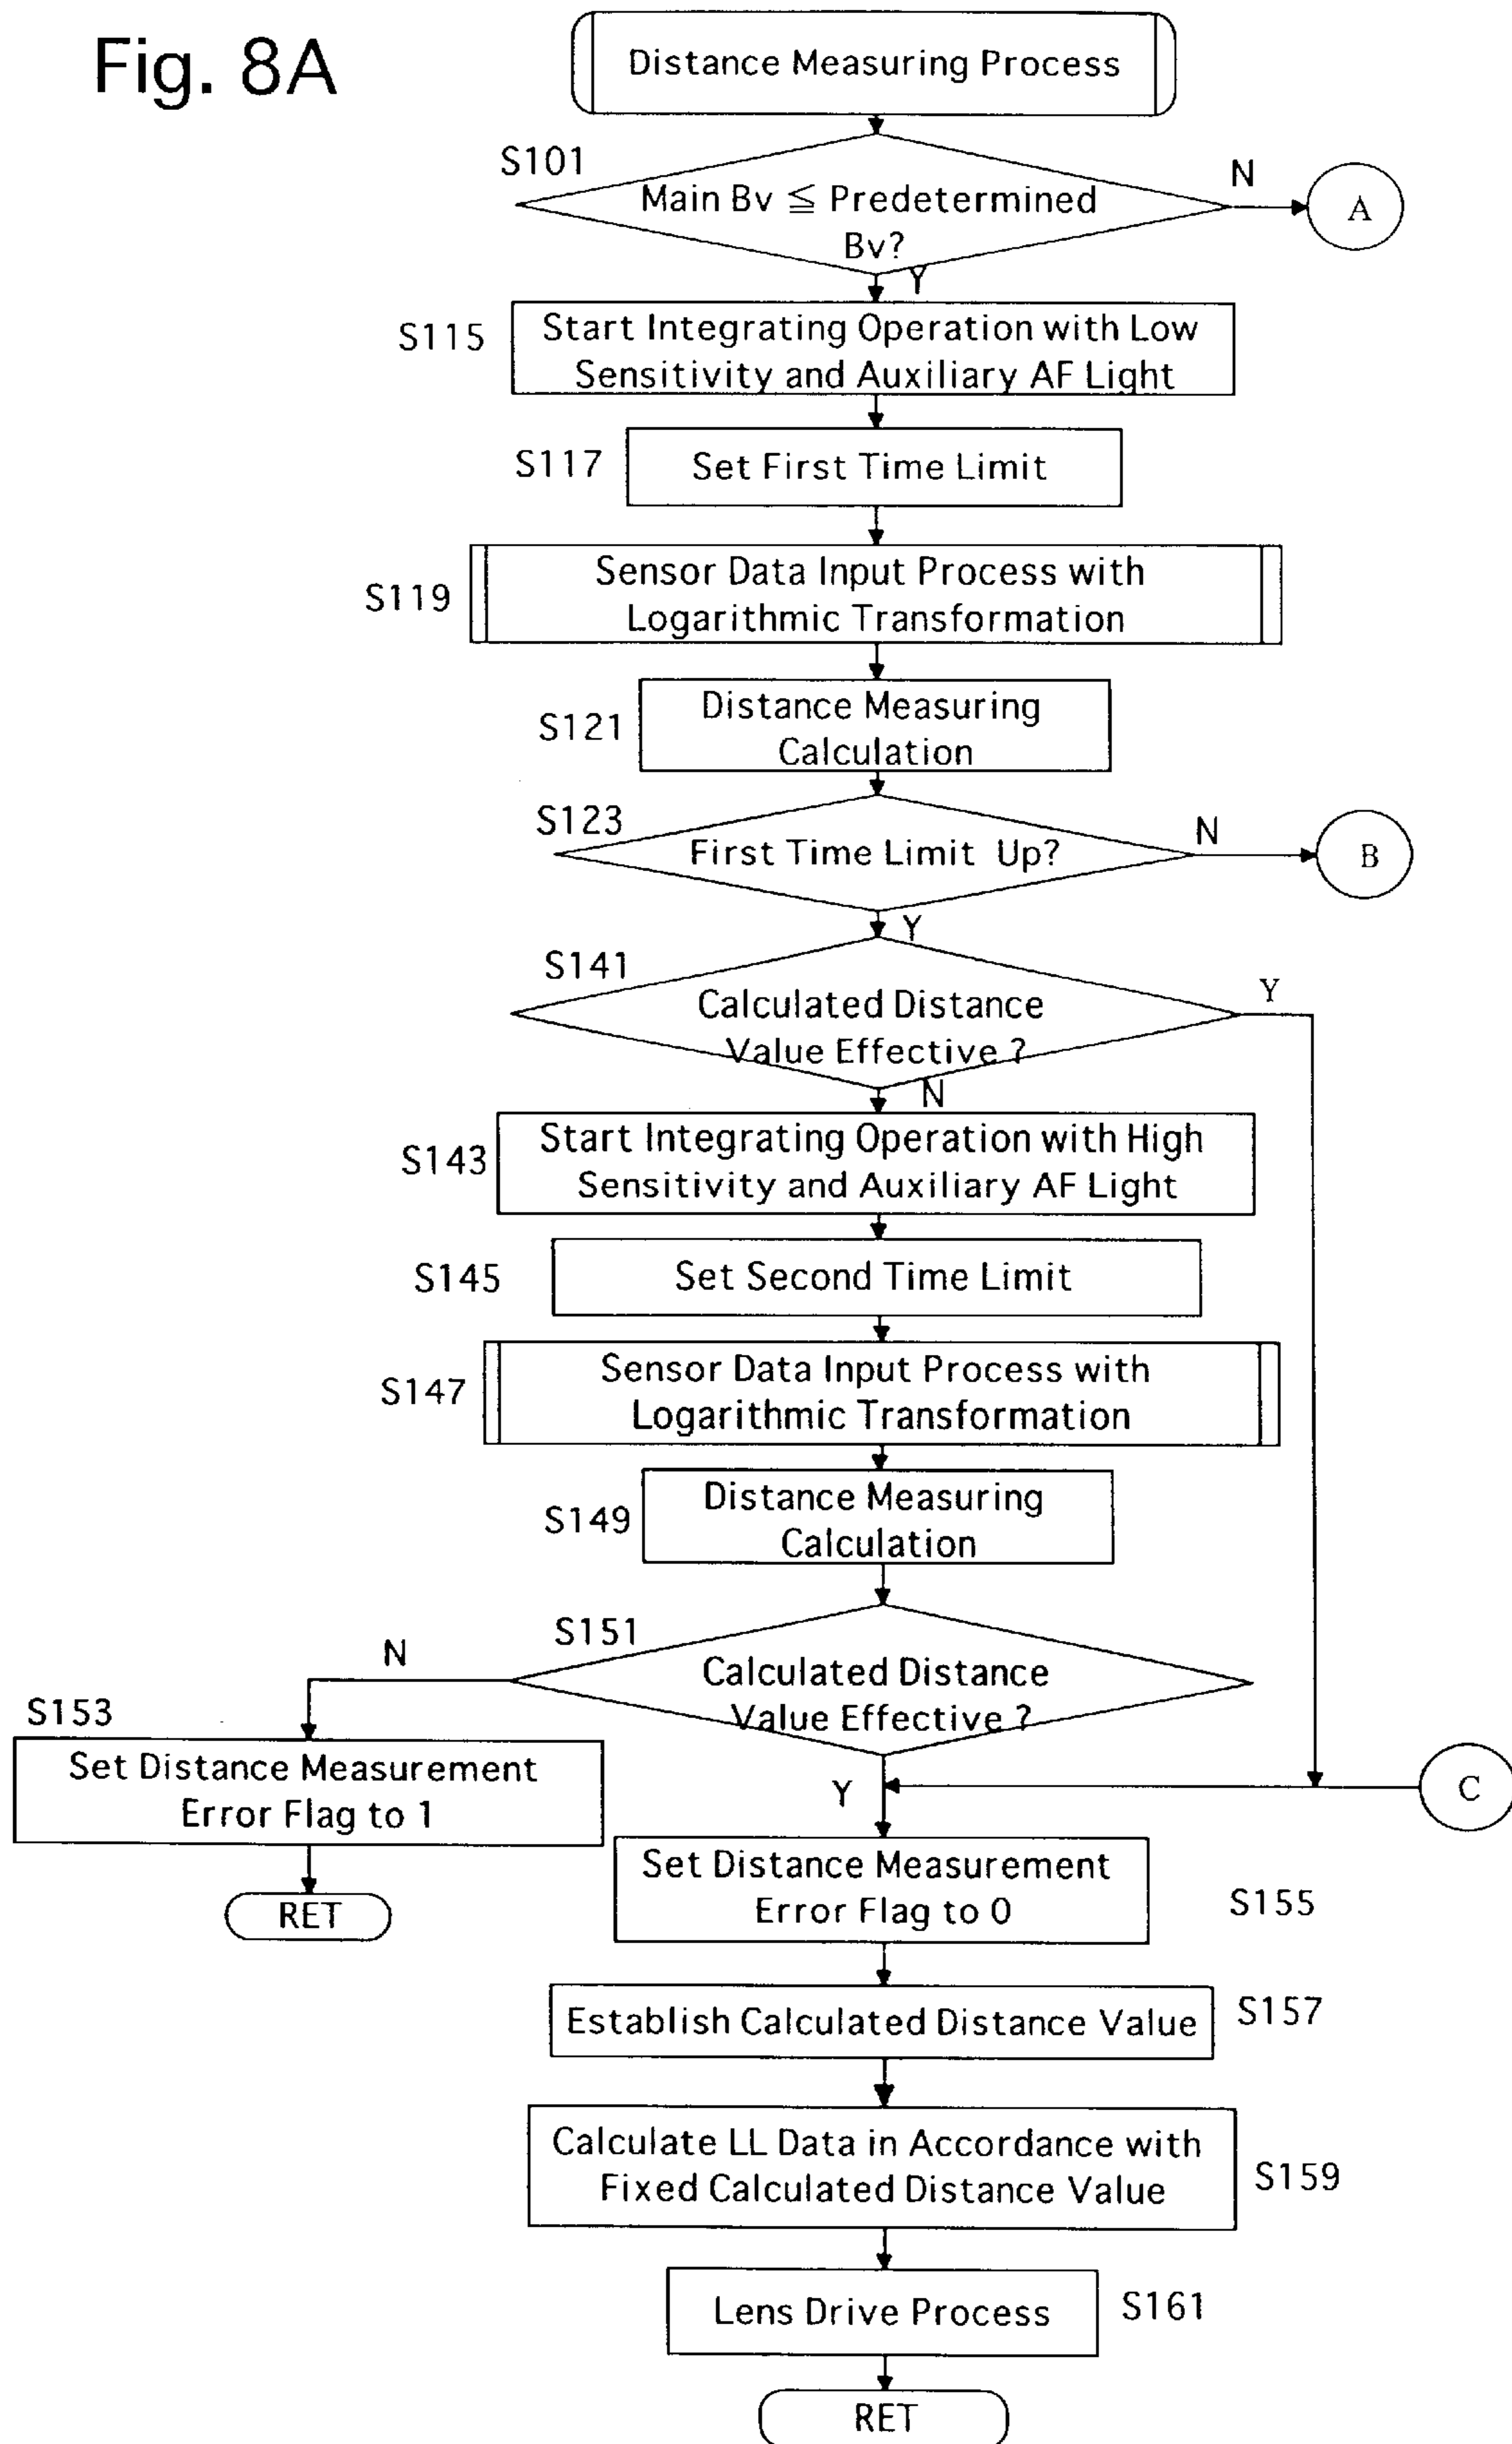 Fig. 8A
Distance Measuring Process
S101
Main Bv ≦ Predetermined
Bv?
N
A
Y
S115
Start Integrating Operation with Low
Sensitivity and Auxiliary AF Light
S117
Set First Time Limit
S119
Sensor Data Input Process with
Logarithmic Transformation
S121
Distance Measuring
Calculation
S123
First Time Limit Up?
N
B
Y
S141
Calculated Distance
Value Effective ?
Y
N
S143
Start Integrating Operation with High
Sensitivity and Auxiliary AF Light
S145
Set Second Time Limit
S147
Sensor Data Input Process with
Logarithmic Transformation
S149
Distance Measuring
Calculation
S151
Calculated Distance
Value Effective ?
N
S153
Set Distance Measurement
Error Flag to 1
RET
Y
C
Set Distance Measurement
Error Flag to 0
S155
Establish Calculated Distance Value
S157
Calculate LL Data in Accordance with
Fixed Calculated Distance Value
S159
Lens Drive Process
S161
RET